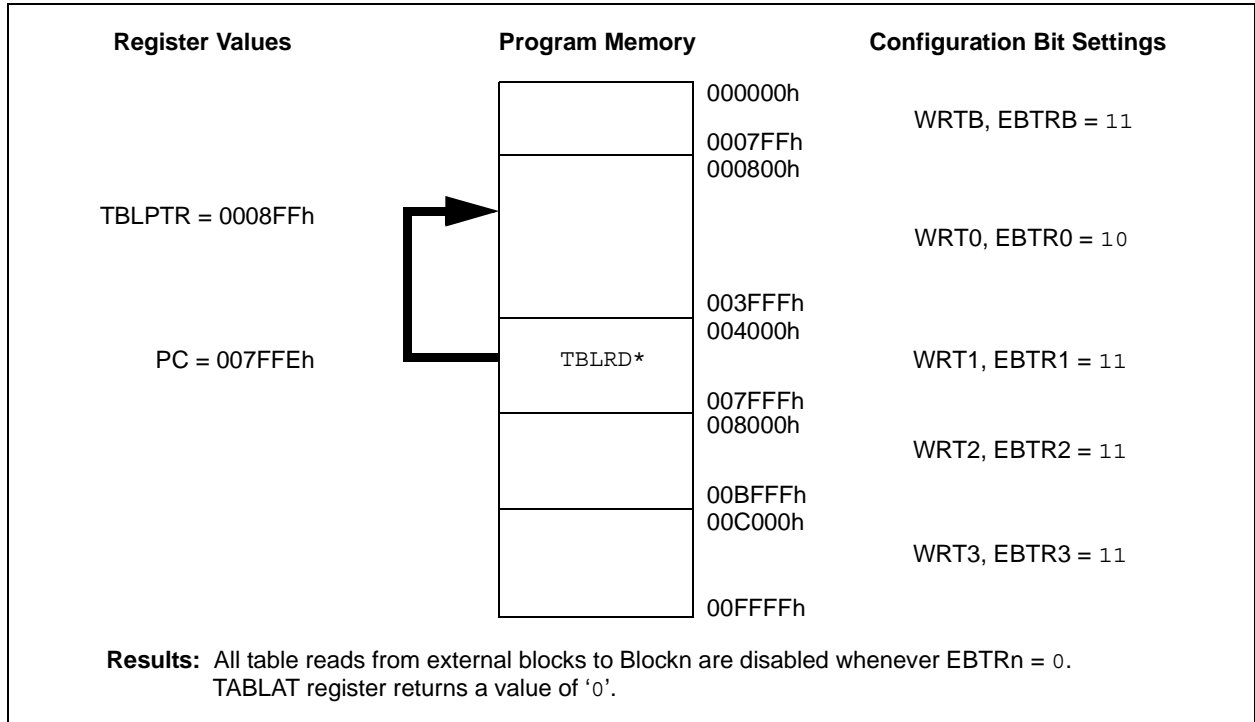 Register Values Program Memory Configuration Bit Settings
000000h
WRTB, EBTRB = 11
0007FFh
000800h
TBLPTR = 0008FFh
WRT0, EBTR0 = 10
003FFFh
004000h
PC = 007FFEh TBLRD* WRT1, EBTR1 = 11
007FFFh
008000h
WRT2, EBTR2 = 11
00BFFFh
00C000h
WRT3, EBTR3 = 11
00FFFFh
Results: All table reads from external blocks to Blockn are disabled whenever EBTRn = 0.
TABLAT register returns a value of ‘0’.